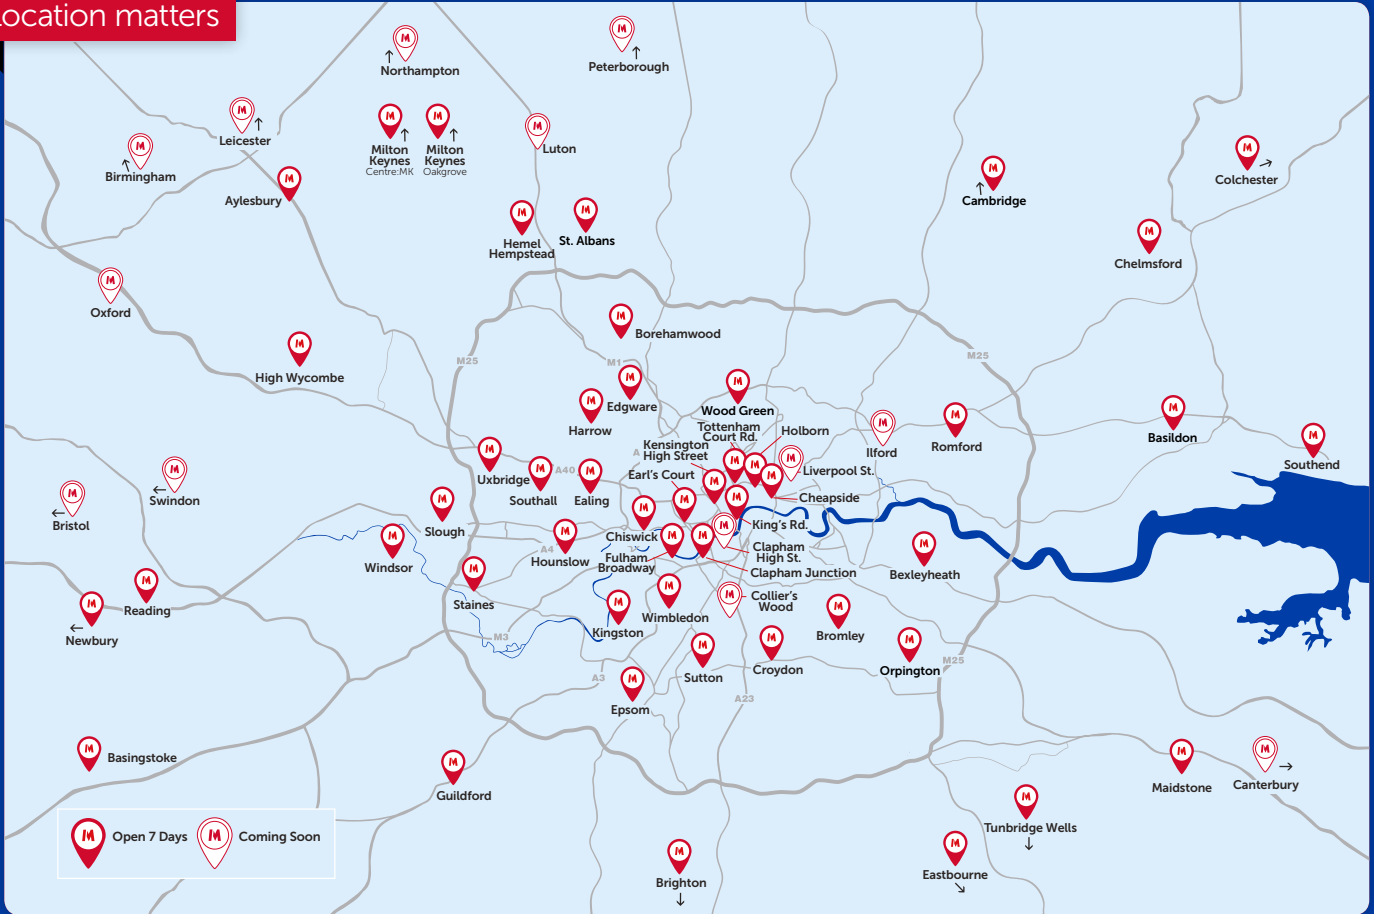 ocation matters
Northampton
Peterborough
Leicester
Milton
Keynes
Centre:MK
Milton
Keynes
Oakgrove
Luton
Birmingham
Colchester
Aylesbury
Cambridge
Hemel
Hempstead
St. Albans
Chelmsford
Oxford
Borehamwood
M25
M1
M25
High Wycombe
Edgware
Wood Green
Harrow
Tottenham
Court Rd.
Holborn
Kensington
High Street
Ilford
Romford
Basildon
Southend
A
Earl's Court
Liverpool St.
Uxbridge
A40
Southall
Ealing
Cheapside
Swindon
Bristol
Slough
Chiswick
King's Rd.
Windsor
A4
Hounslow
Fulham
Broadway
Clapham
High St.
Clapham Junction
Bexleyheath
Staines
Collier's
Wood
Reading
Newbury
Kingston
Wimbledon
Bromley
M3
Sutton
Croydon
Orpington
M25
A3
A23
Epsom
Basingstoke
Guildford
Maidstone
Canterbury
Open 7 Days
Coming Soon
Tunbridge Wells
Brighton
Eastbourne